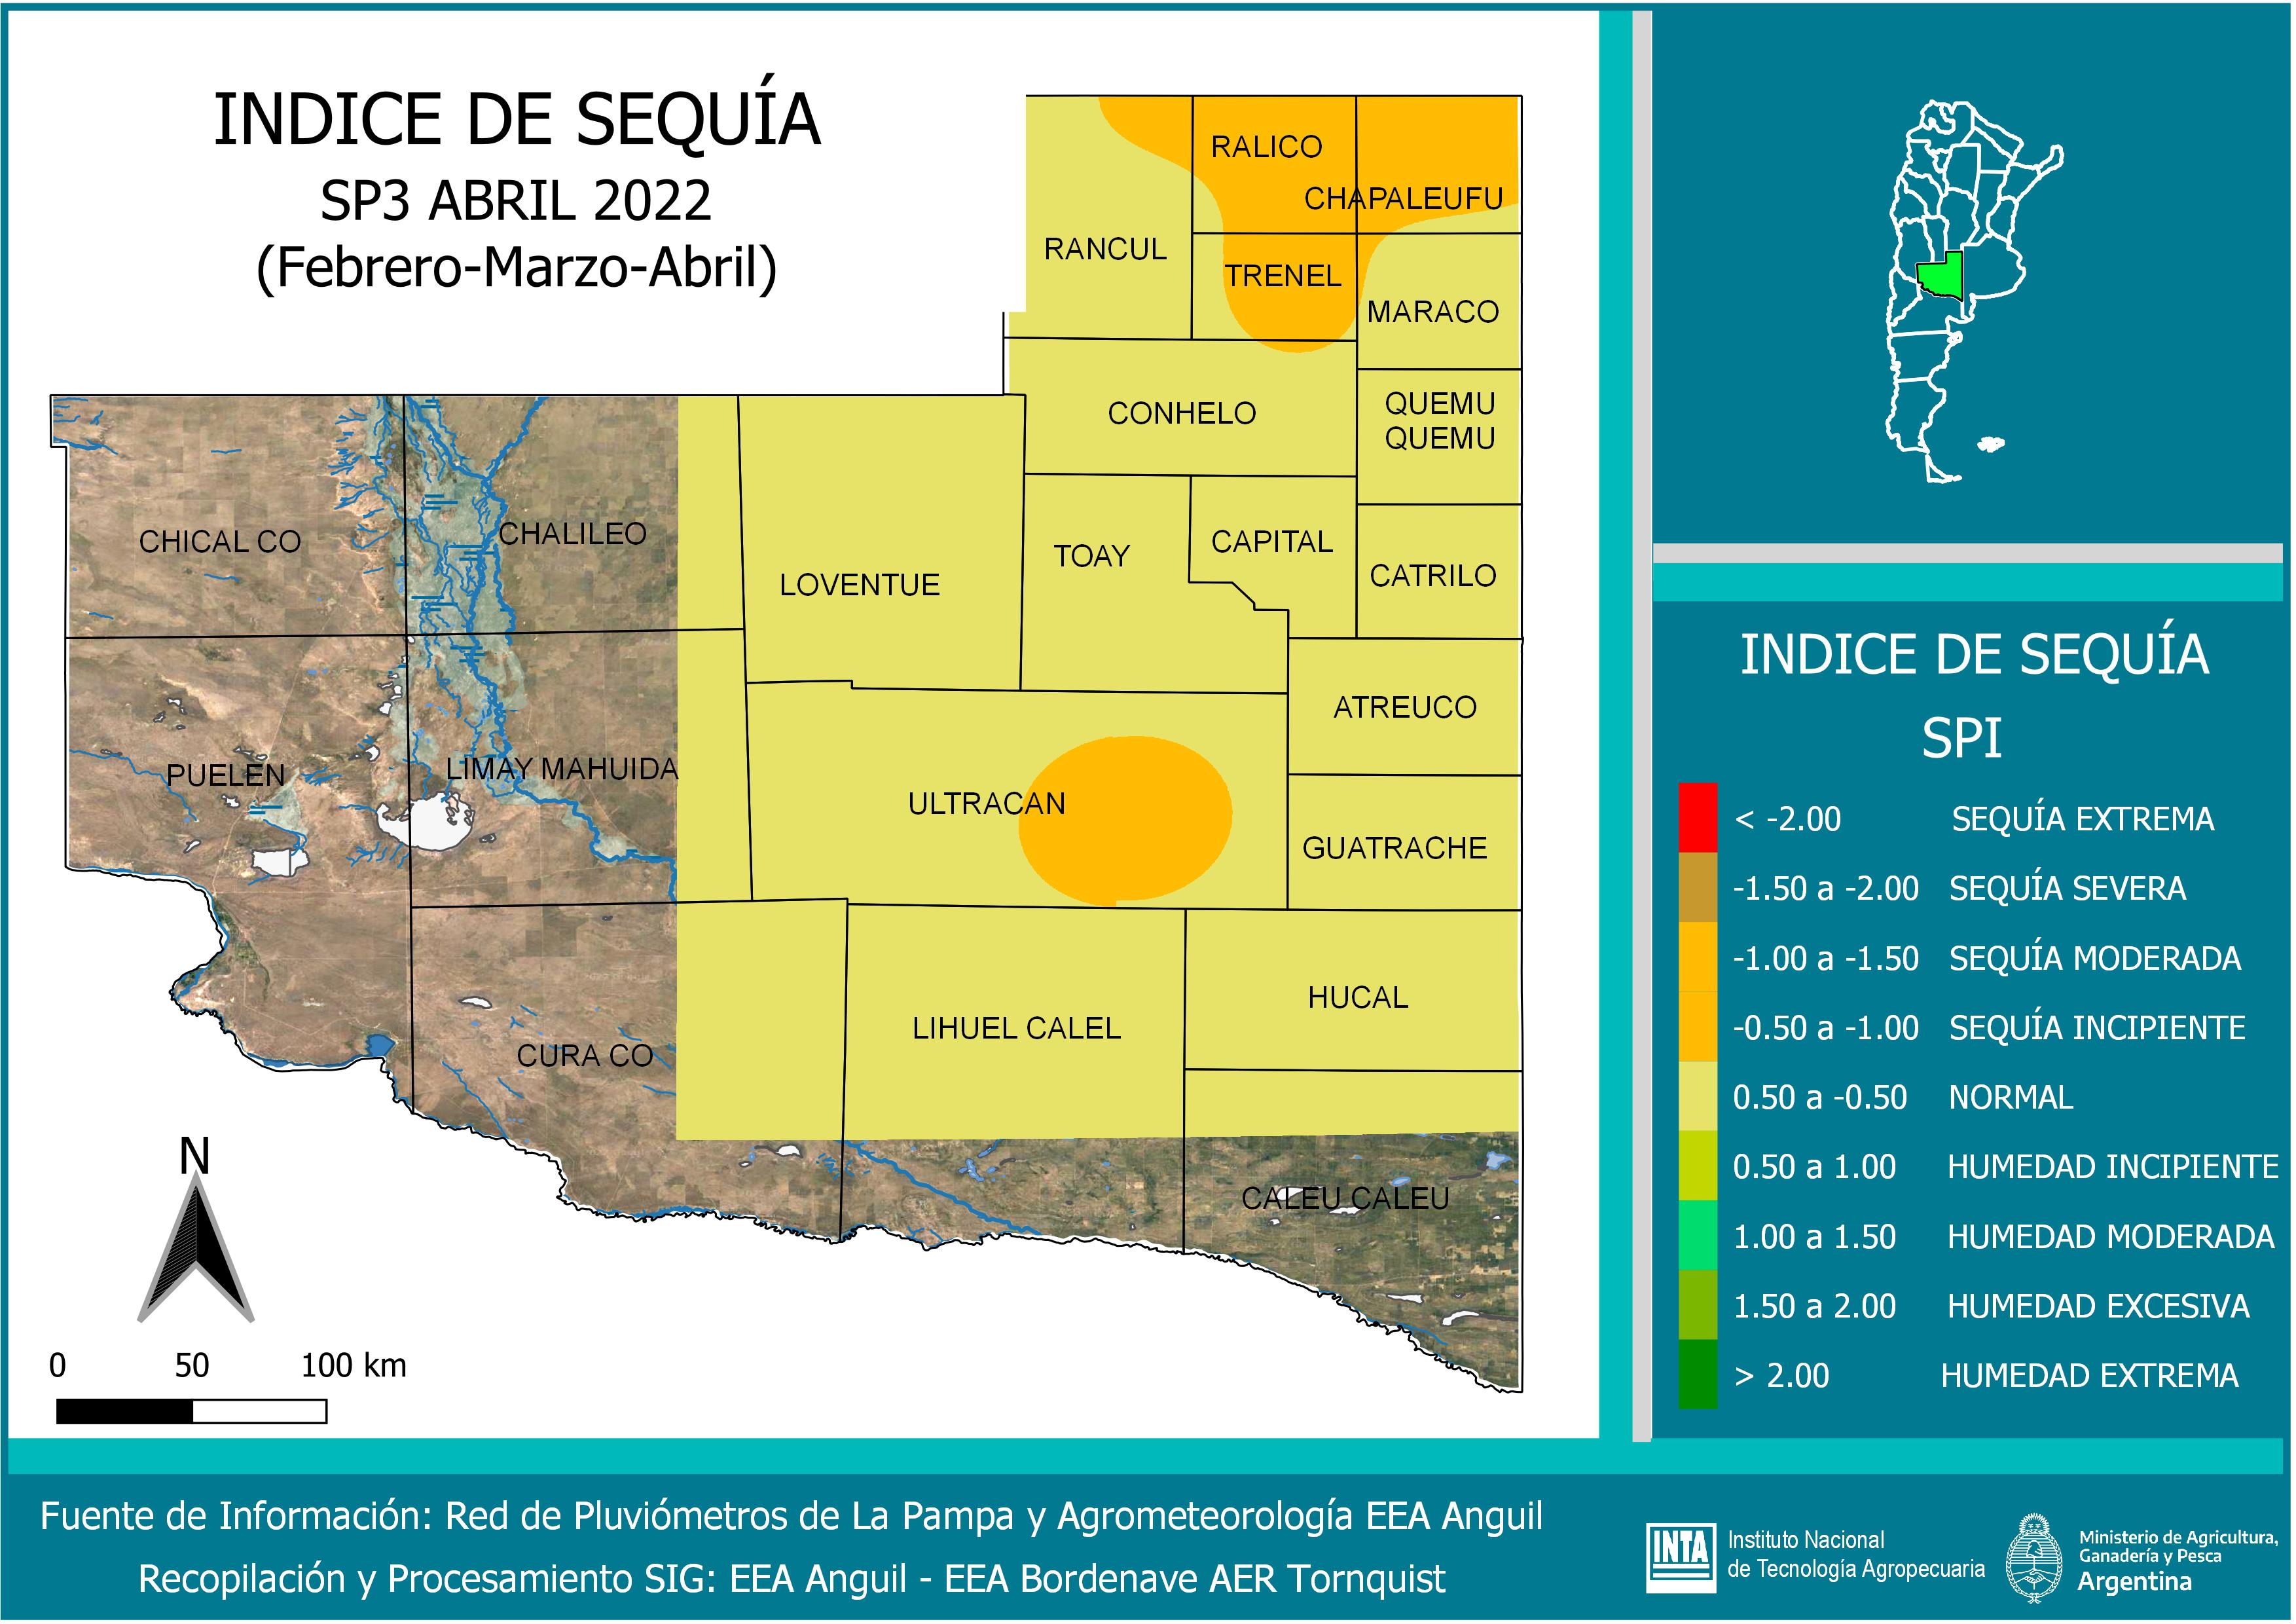 INDICE DE SEQUÍA
SP3 ABRIL 2022
(Febrero-Marzo-Abril)
RALICO
CHAPALEUFU
RANCUL
TRENEL
MARACO
CONHELO
QUEMU
QUEMU
CHICAL CO
CHALILEO
LOVENTUE
TOAY
CAPITAL
CATRILO
ATREUCO
PUELEN
LIMAY MAHUIDA
ULTRACAN
GUATRACHE
CURA CO
LIHUEL CALEL
HUCAL
CALEU CALEU
N
0 50 100 km
INDICE DE SEQUÍA
SPI
< -2.00 SEQUÍA EXTREMA
-1.50 a -2.00 SEQUÍA SEVERA
-1.00 a -1.50 SEQUÍA MODERADA
-0.50 a -1.00 SEQUÍA INCIPIENTE
0.50 a -0.50 NORMAL
0.50 a 1.00 HUMEDAD INCIPIENTE
1.00 a 1.50 HUMEDAD MODERADA
1.50 a 2.00 HUMEDAD EXCESIVA
> 2.00 HUMEDAD EXTREMA
Fuente de Información: Red de Pluviómetros de La Pampa y Agrometeorología EEA Anguil
Recopilación y Procesamiento SIG: EEA Anguil - EEA Bordenave AER Tornquist
INTA
Instituto Nacional
de Tecnología Agropecuaria
Ministerio de Agricultura,
Ganadería y Pesca
Argentina